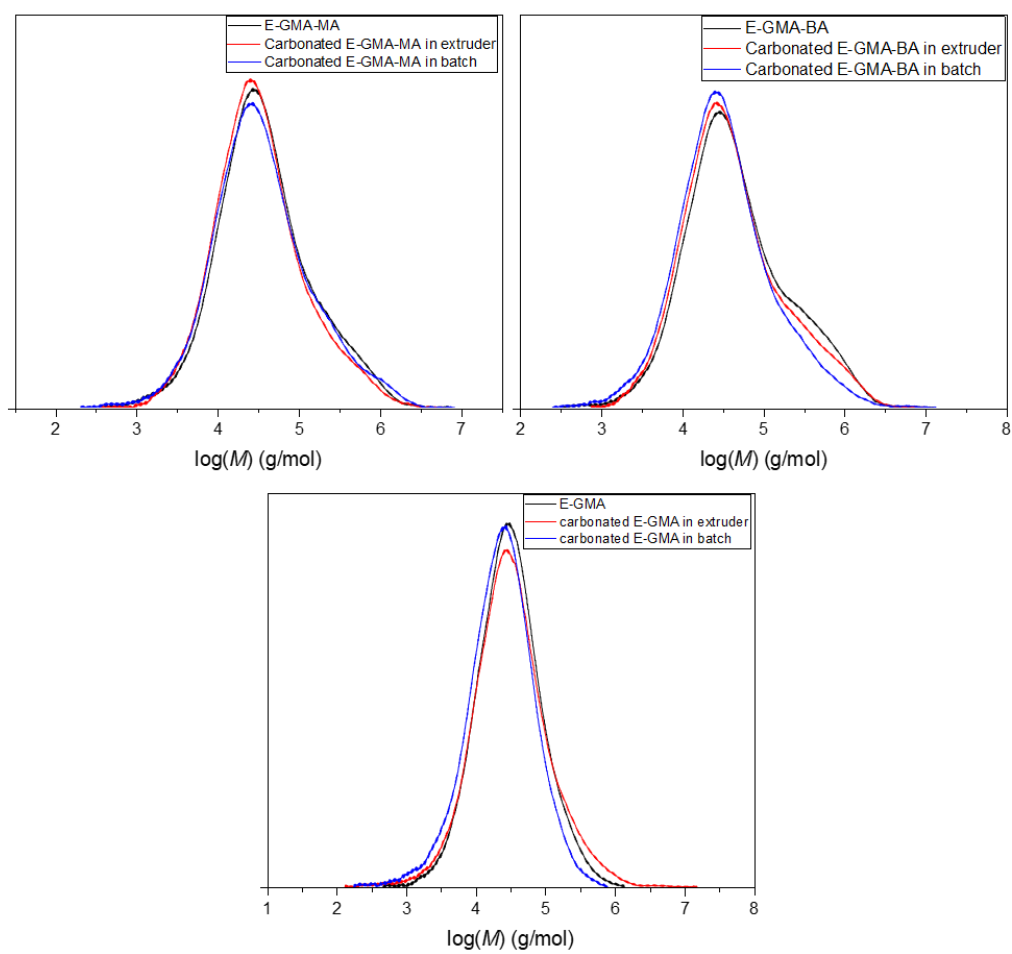 E-GMA-MA
Carbonated E-GMA-MA in extruder
Carbonated E-GMA-MA in batch
2 3 4 5 6 7
log(M) (g/mol)
E-GMA-BA
Carbonated E-GMA-BA in extruder
Carbonated E-GMA-BA in batch
2 3 4 5 6 7 8
log(M) (g/mol)
E-GMA
carbonated E-GMA in extruder
carbonated E-GMA in batch
1 2 3 4 5 6 7 8
log(M) (g/mol)